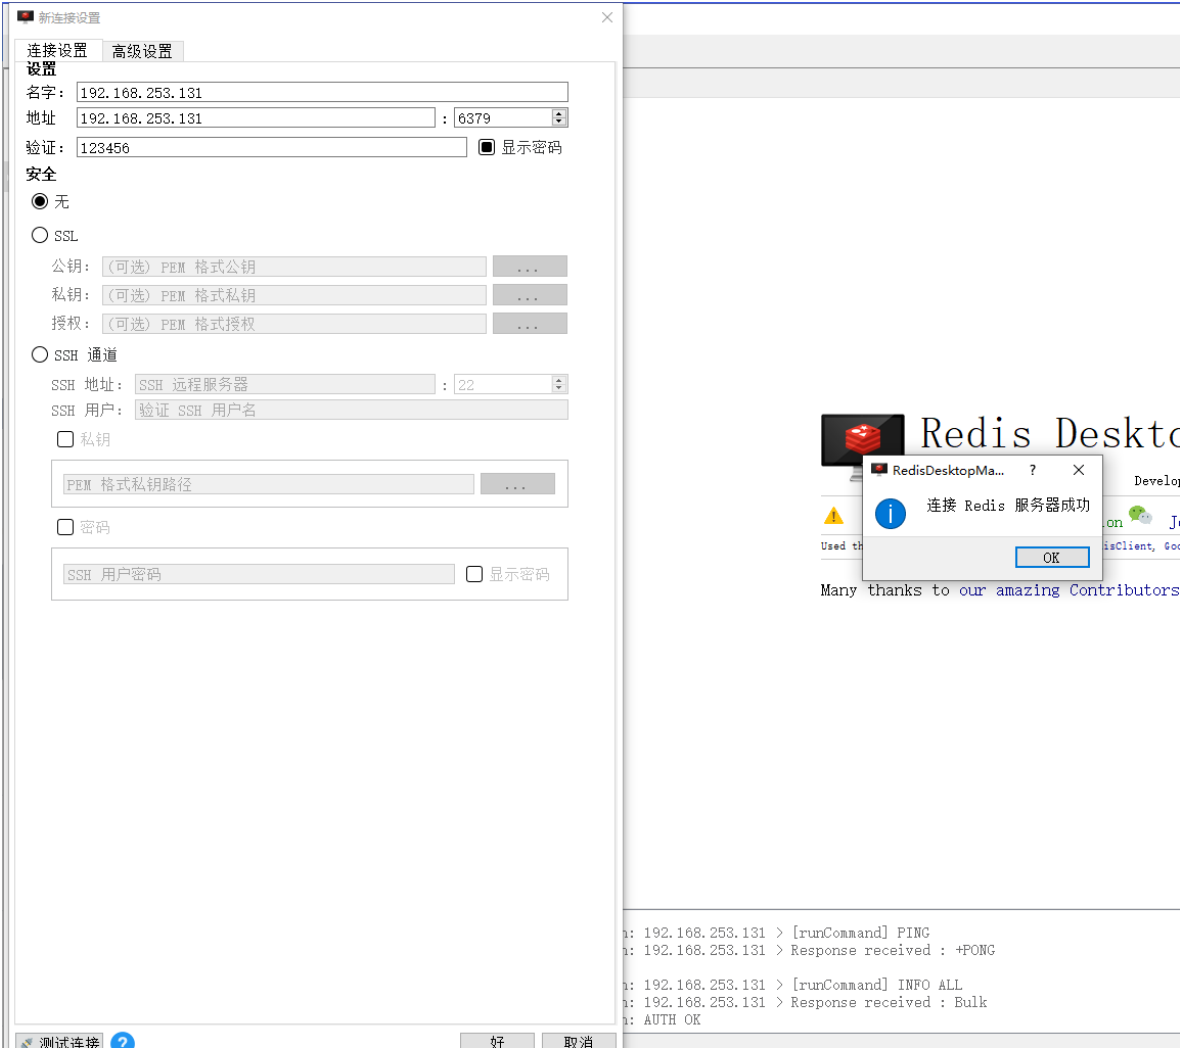 新连接设置
连接设置 高级设置
设置
名字： 192.168.253.131
地址 192.168.253.131 : 6379
验证： 123456 显示密码
安全
无
SSL
公钥： (可选) PEM 格式公钥 ...
私钥： (可选) PEM 格式私钥 ...
授权： (可选) PEM 格式授权 ...
SSH 通道
SSH 地址： SSH 远程服务器 : 22
SSH 用户： 验证 SSH 用户名
私钥
PEM 格式私钥路径 ...
密码
SSH 用户密码 显示密码
测试连接 ? 好 取消
Redis Deskto
Develop
RedisDesktopMa... ?
连接 Redis 服务器成功
OK
on
Used th
isClient, Goo
Many thanks to our amazing Contributors
: 192.168.253.131 > [runCommand] PING
: 192.168.253.131 > Response received : +PONG
: 192.168.253.131 > [runCommand] INFO ALL
: 192.168.253.131 > Response received : Bulk
: AUTH OK